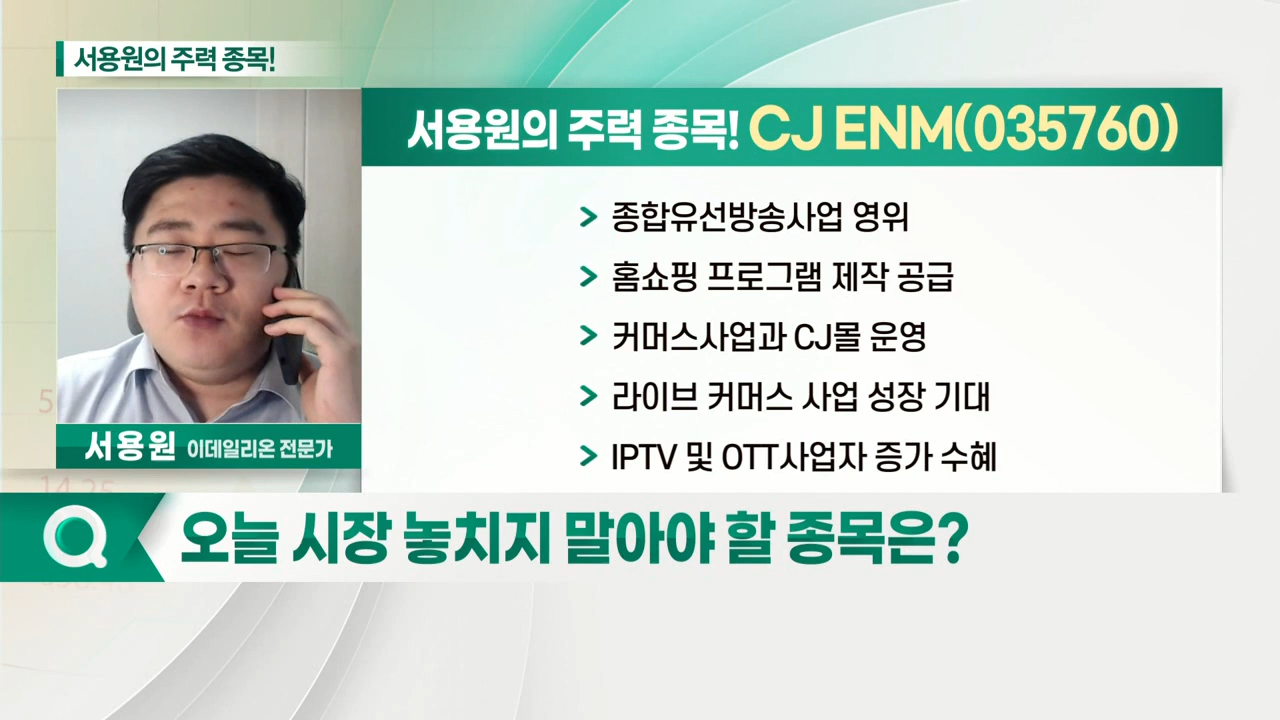 서용원의 주력 종목!
서용원의 주력 종목! CJ ENM(035760)
> 종합유선방송사업 영위
> 홈쇼핑 프로그램 제작 공급
> 커머스사업과 CJ몰 운영
> 라이브 커머스 사업 성장 기대
> IPTV 및 OTT사업자 증가 수혜
서용원 이데일리온 전문가
Q 오늘 시장 놓치지 말아야 할 종목은?